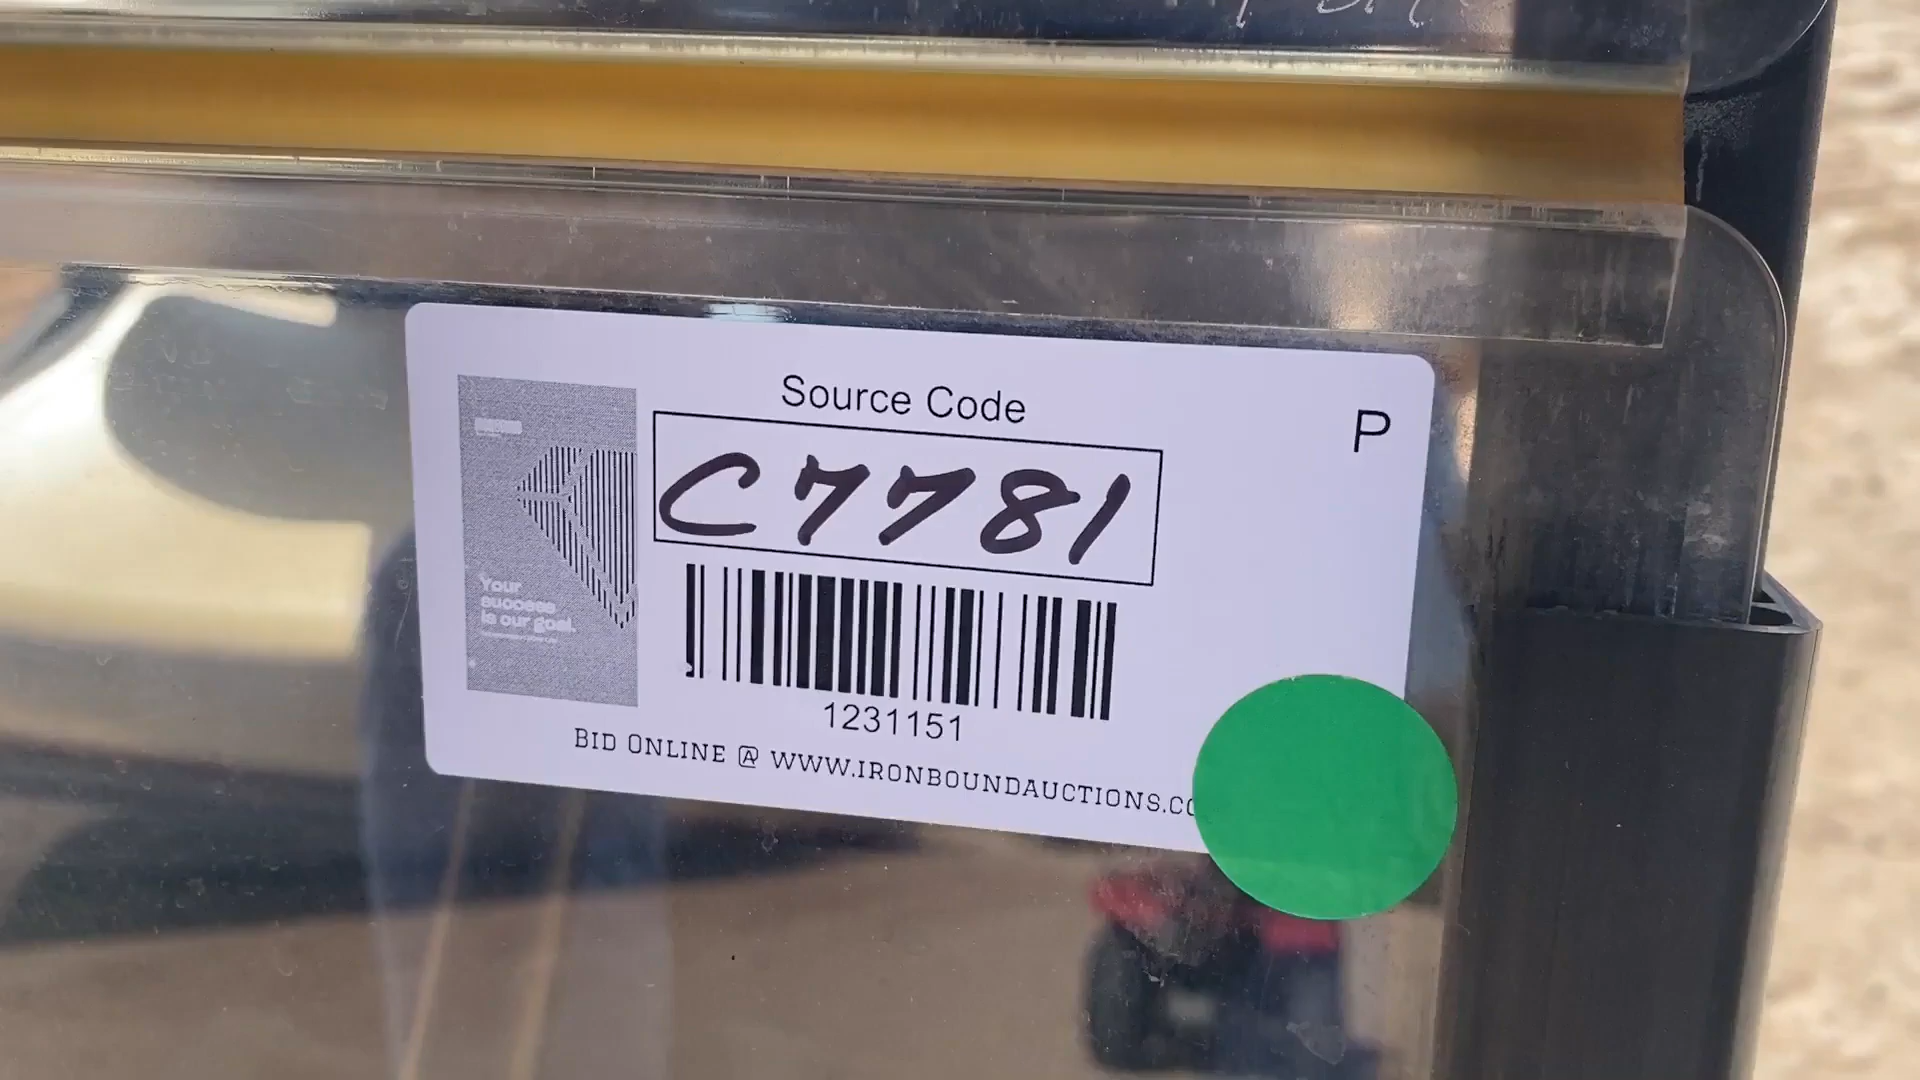 Source Code
P
C7781
Your
success
is our goal.
1231151
BID ONLINE @ WWW.IRONBOUNDAUCTIONS.CO